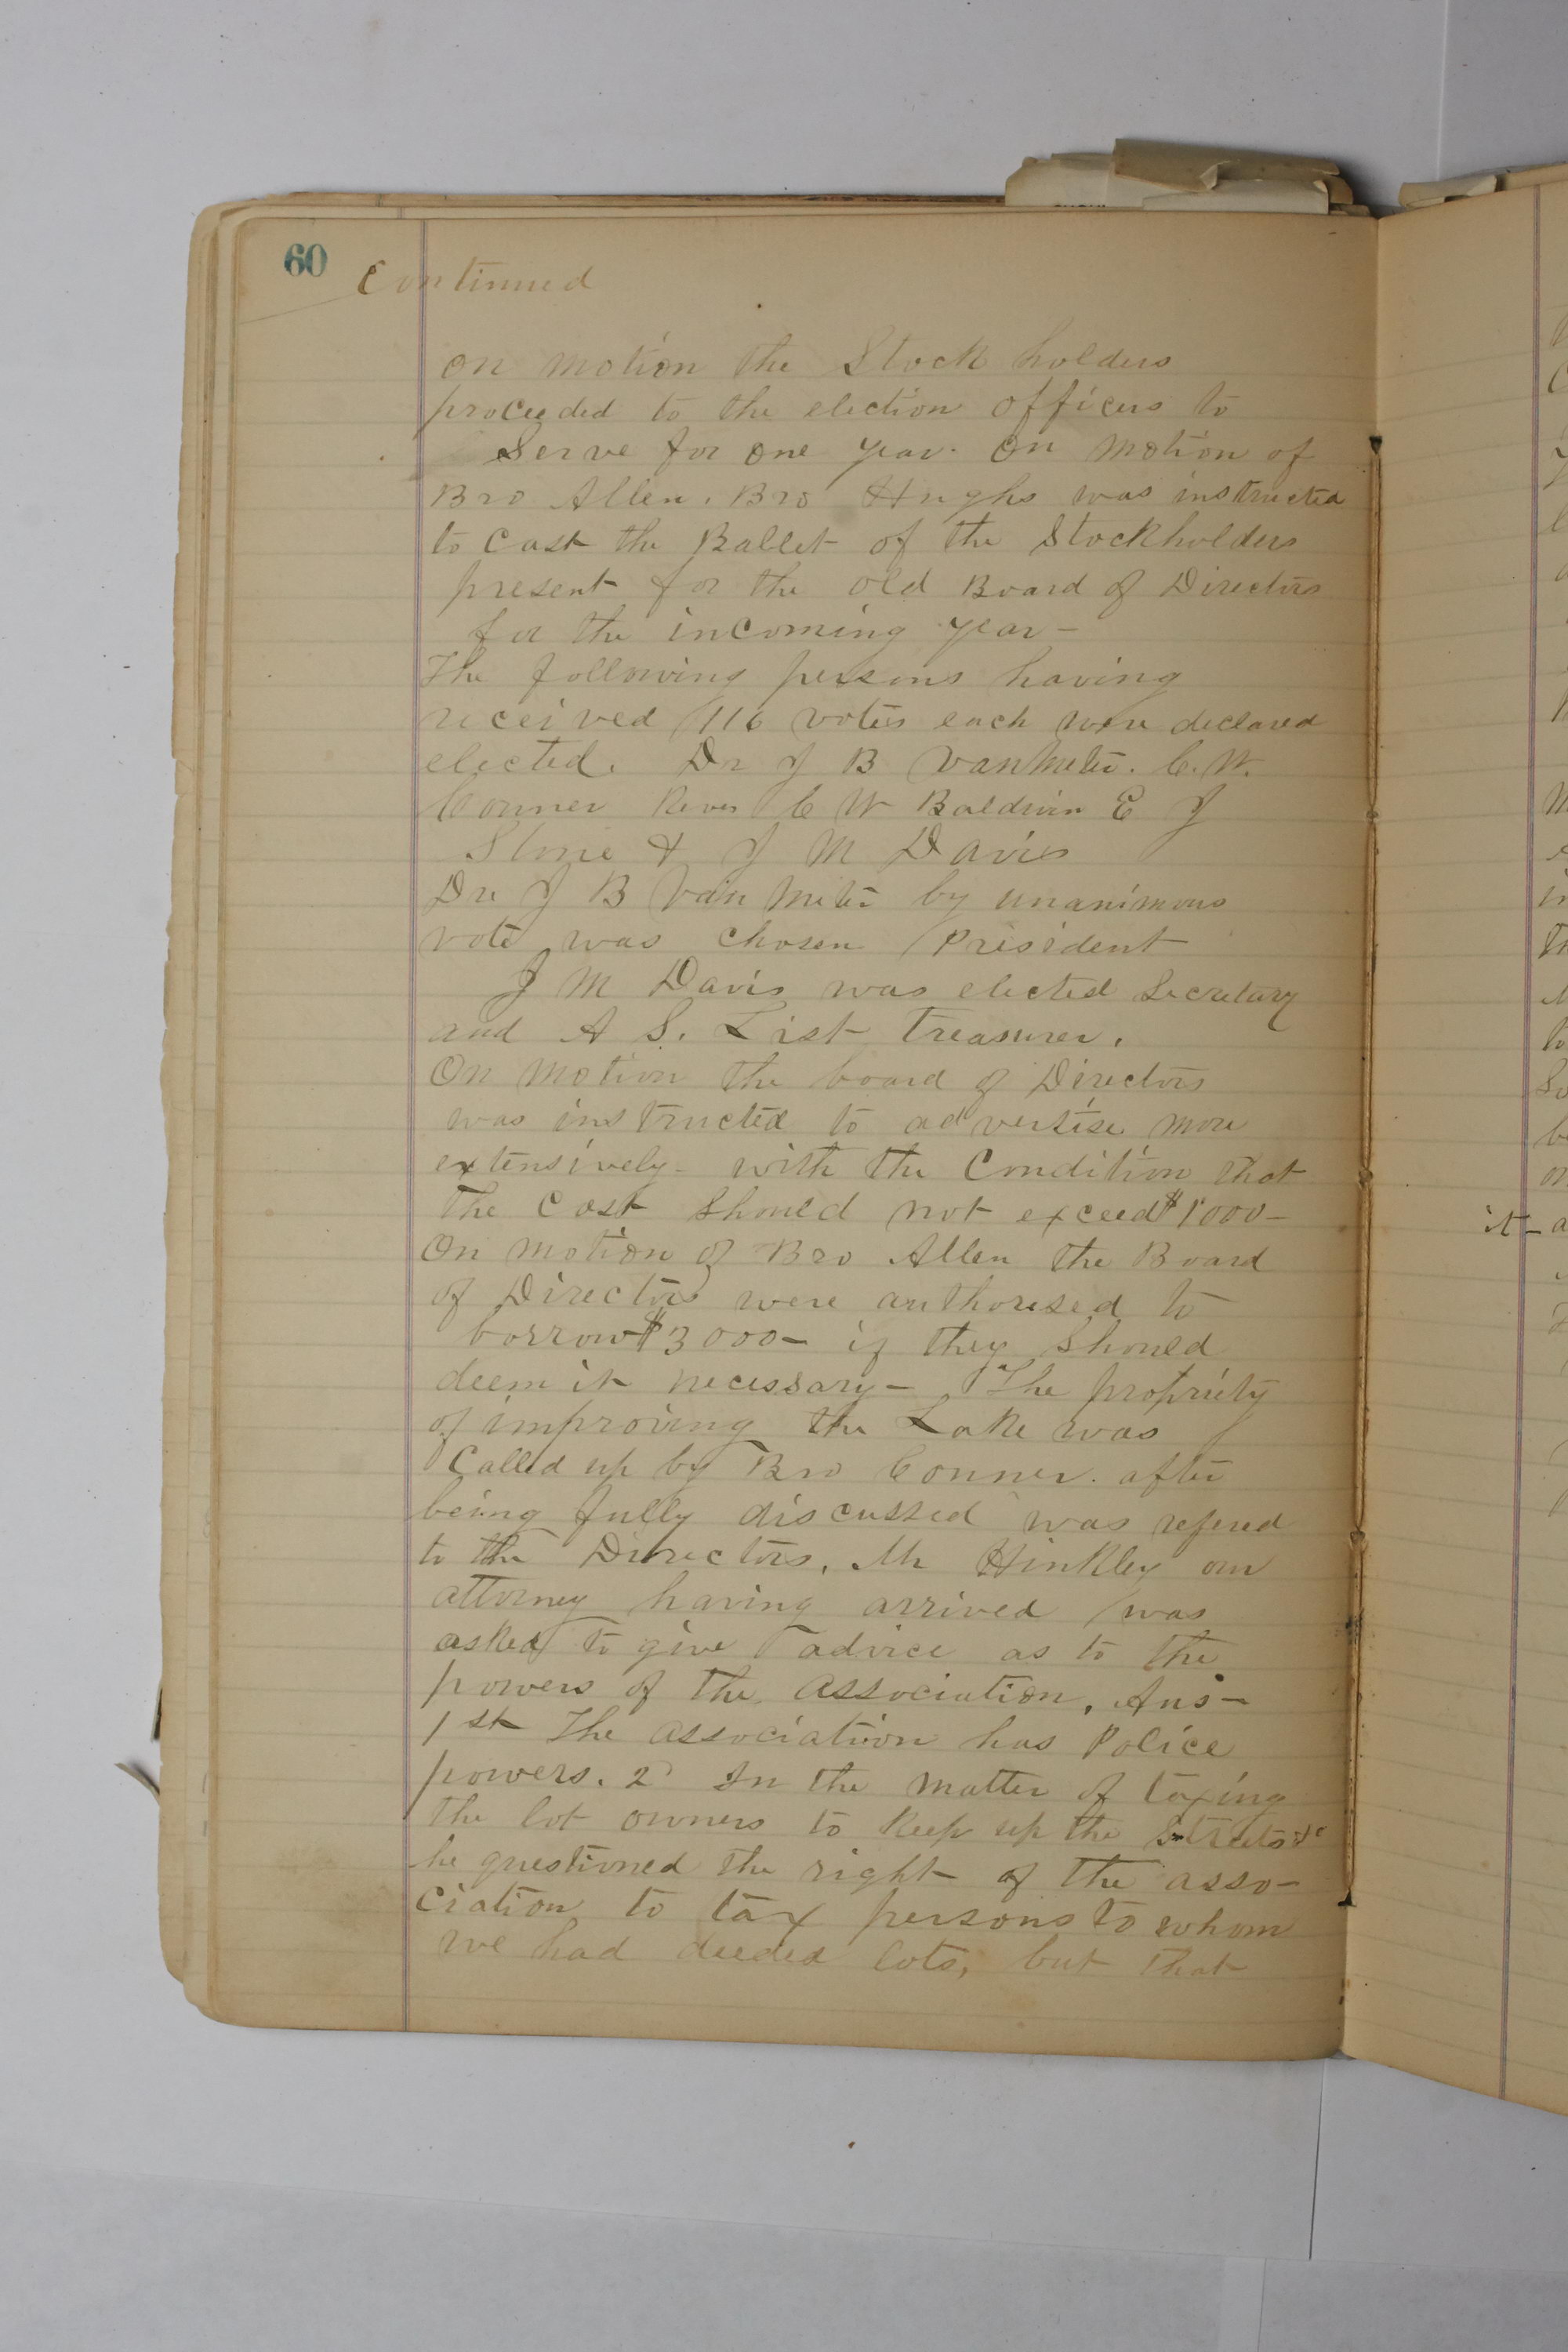 60
Continued
on motion the Stock holders
proceeded to the election officers to
Serve for one year. On motion of
Bro Allen. Bro Hughs was instructed
to Cast the Ballet of the Stockholders
present for the old Board of Directors
for the incoming year -
The following persons having
received 116 votes each were declared
elected. Dr J B VanMeter. C. W.
Conner Revs C W Baldwin E J
Stone & J M Davis
Dr J B Van Meter by unanimous
vote was chosen President
J M Davis was elected Secretary
and A S. List Treasurer.
On motion the board of Directors
was instructed to advertise more
extensively - with the Condition that
the Cost should not exceed $1000-
On motion of Bro Allen the Board
of Directors were authorised to
borrow $3000- if they should
deem it necessary - The propriety
of improving the Lake was
Called up by Bro Conner. after
being fully discussed was refered
to the Directors. Mr Hinkley our
attorney having arrived was
asked to give advice as to the
powers of the Association. Ans-
1st The association has Police
powers. 2d In the matter of taxing
the lot owners to keep up the Streets &c
he questioned the right of the asso-
ciation to tax persons to whom
we had deeded lots, but that
it -